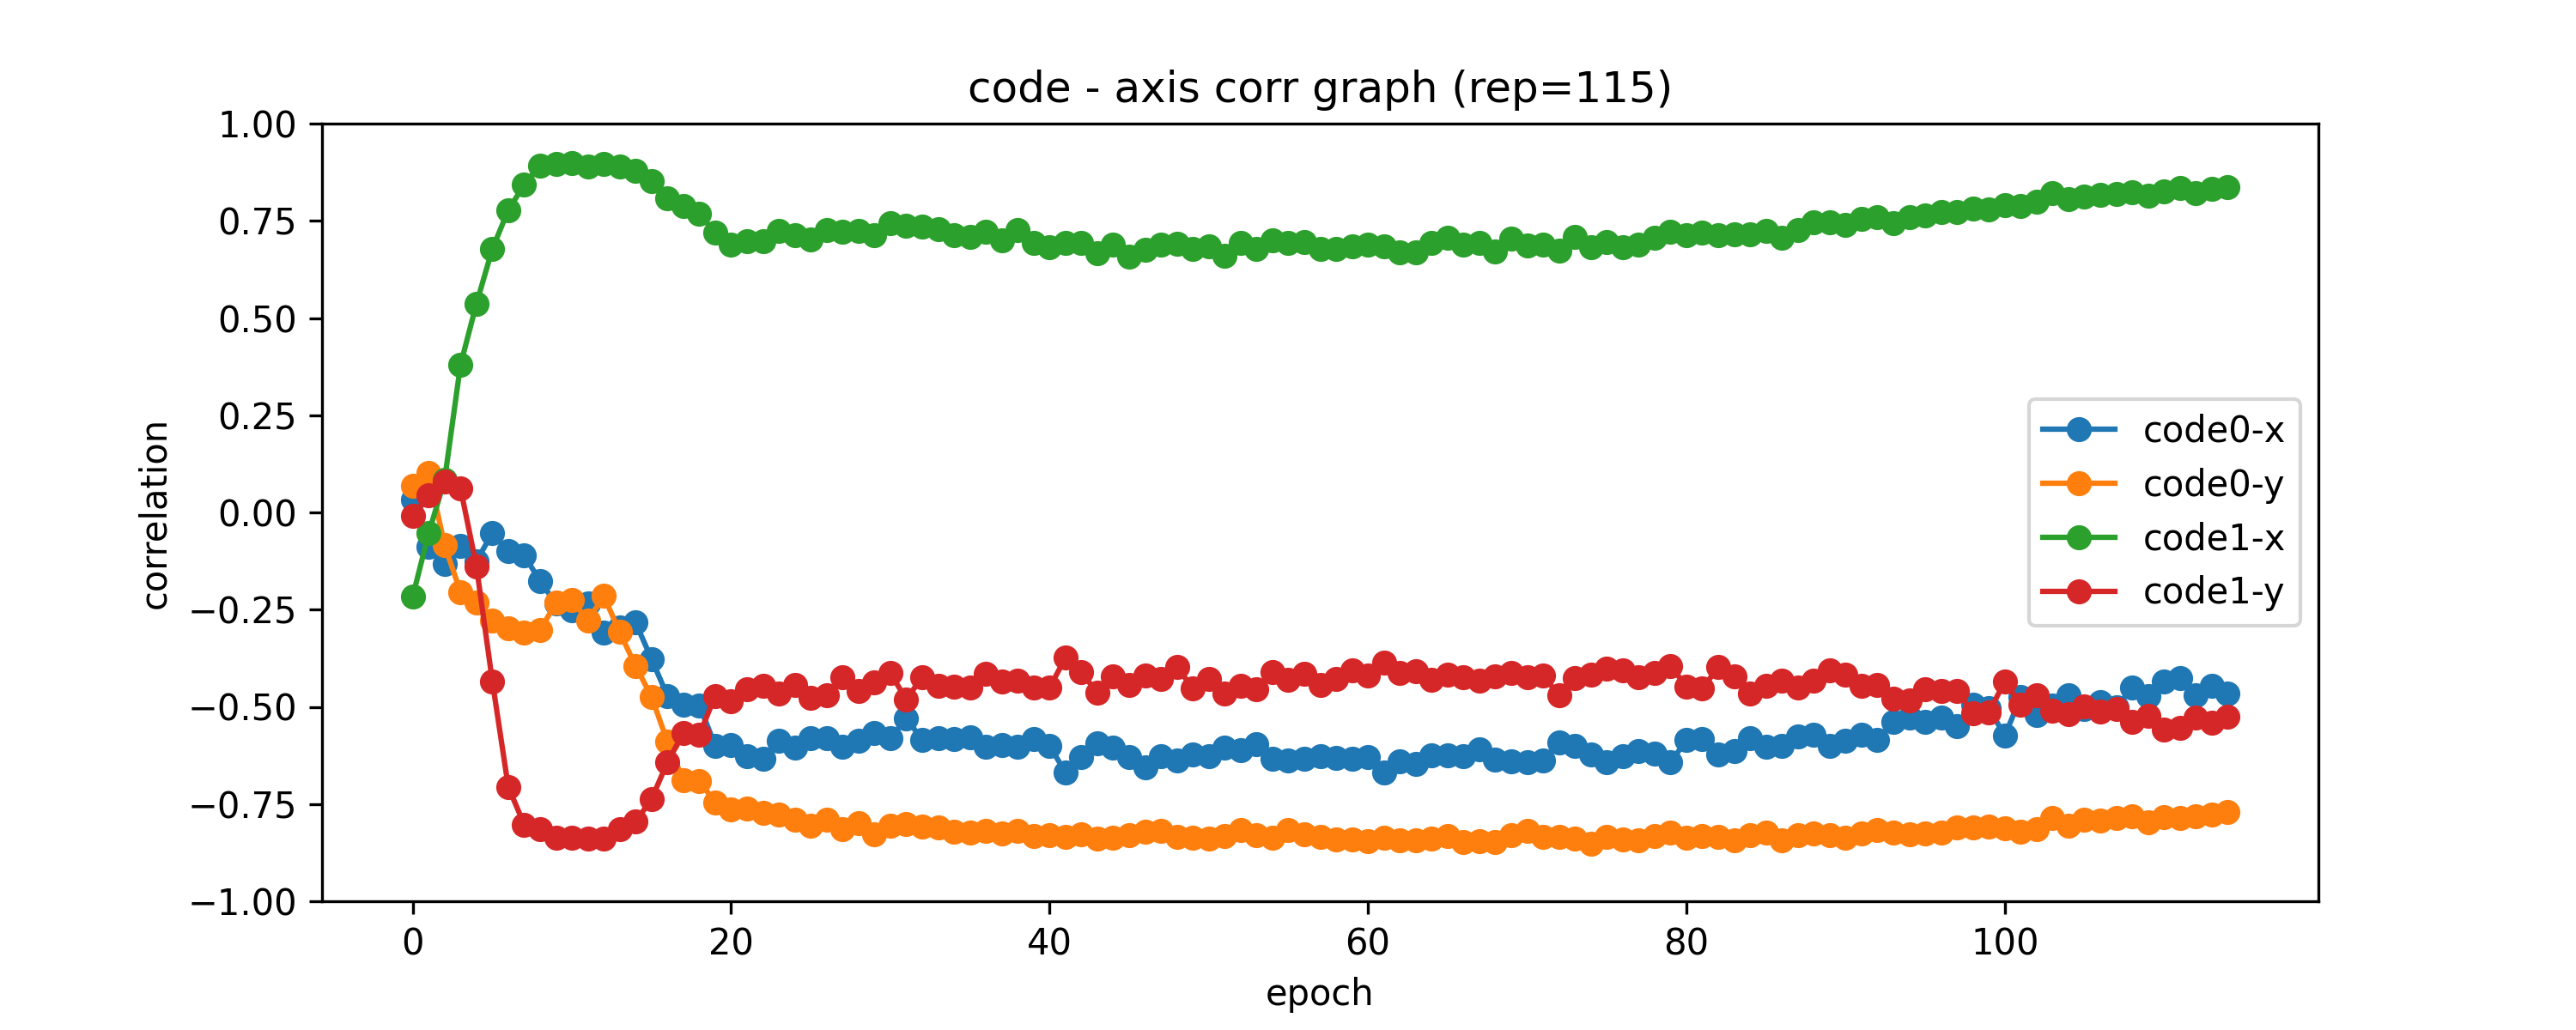 code - axis corr graph (rep=115)
1.00
0.75
0.50
0.25
0.00
−0.25
−0.50
−0.75
−1.00
correlation
code0-x
code0-y
code1-x
code1-y
0 20 40 60 80 100
epoch